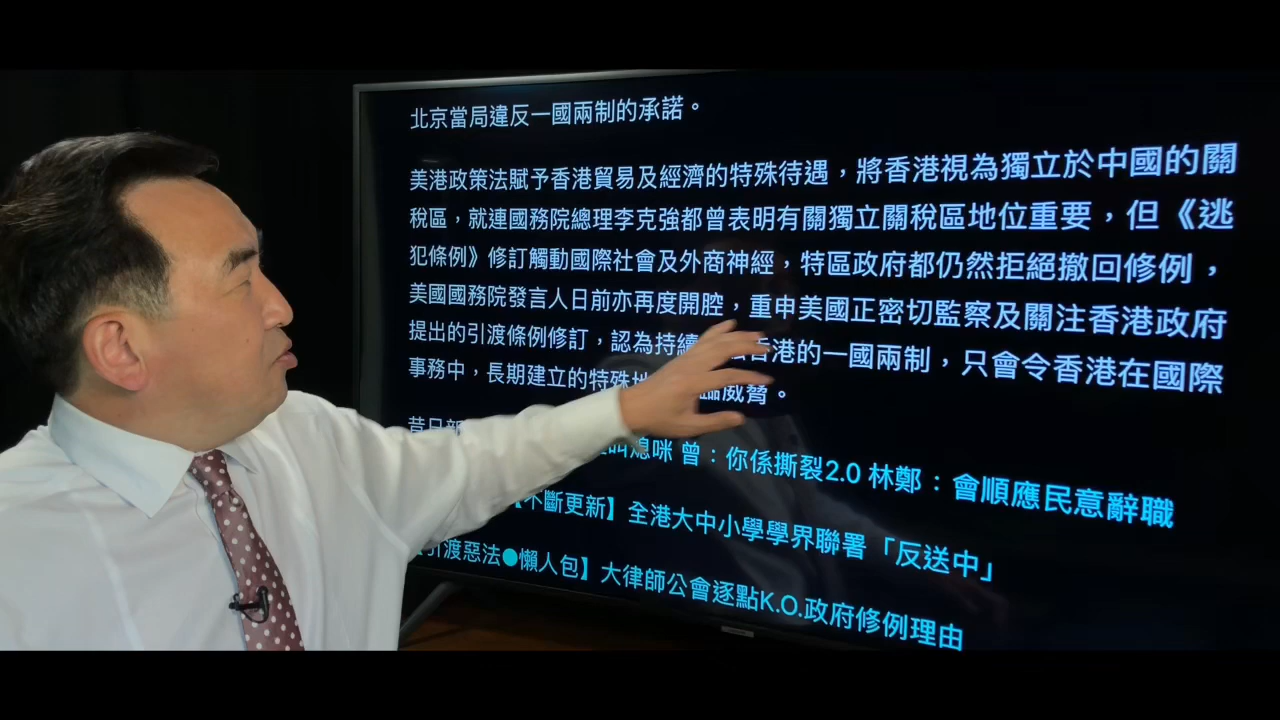 北京當局違反一國兩制的承諾。
美港政策法賦予香港貿易及經濟的特殊待遇，將香港視為獨立於中國的關
稅區，就連國務院總理李克強都曾表明有關獨立關稅區地位重要，但《逃
犯條例》修訂觸動國際社會及外商神經，特區政府都仍然拒絕撤回修例，
美國國務院發言人日前亦再度開腔，重申美國正密切監察及關注香港政府
提出的引渡條例修訂，認為持續 香港的一國兩制，只會令香港在國際
事務中，長期建立的特殊 威脅。
昔日 熄咪 曾：你係撕裂2.0 林鄭：會順應民意辭職
【不斷更新】全港大中小學學界聯署「反送中」
引渡惡法●懶人包】大律師公會逐點K.O.政府修例理由